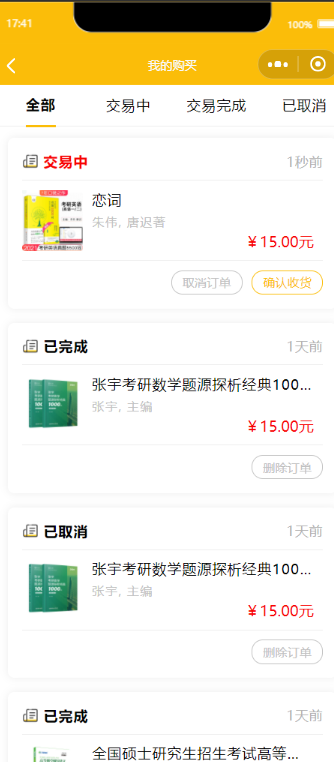 17:41
100%
我的购买
全部 交易中 交易完成 已取消
交易中 1秒前
恋词
朱伟, 唐迟著
￥15.00元
取消订单 确认收货
已完成 1天前
张宇考研数学题源探析经典100...
张宇, 主编
￥15.00元
删除订单
已取消 1天前
张宇考研数学题源探析经典100...
张宇, 主编
￥15.00元
删除订单
已完成 1天前
全国硕士研究生招生考试高等...